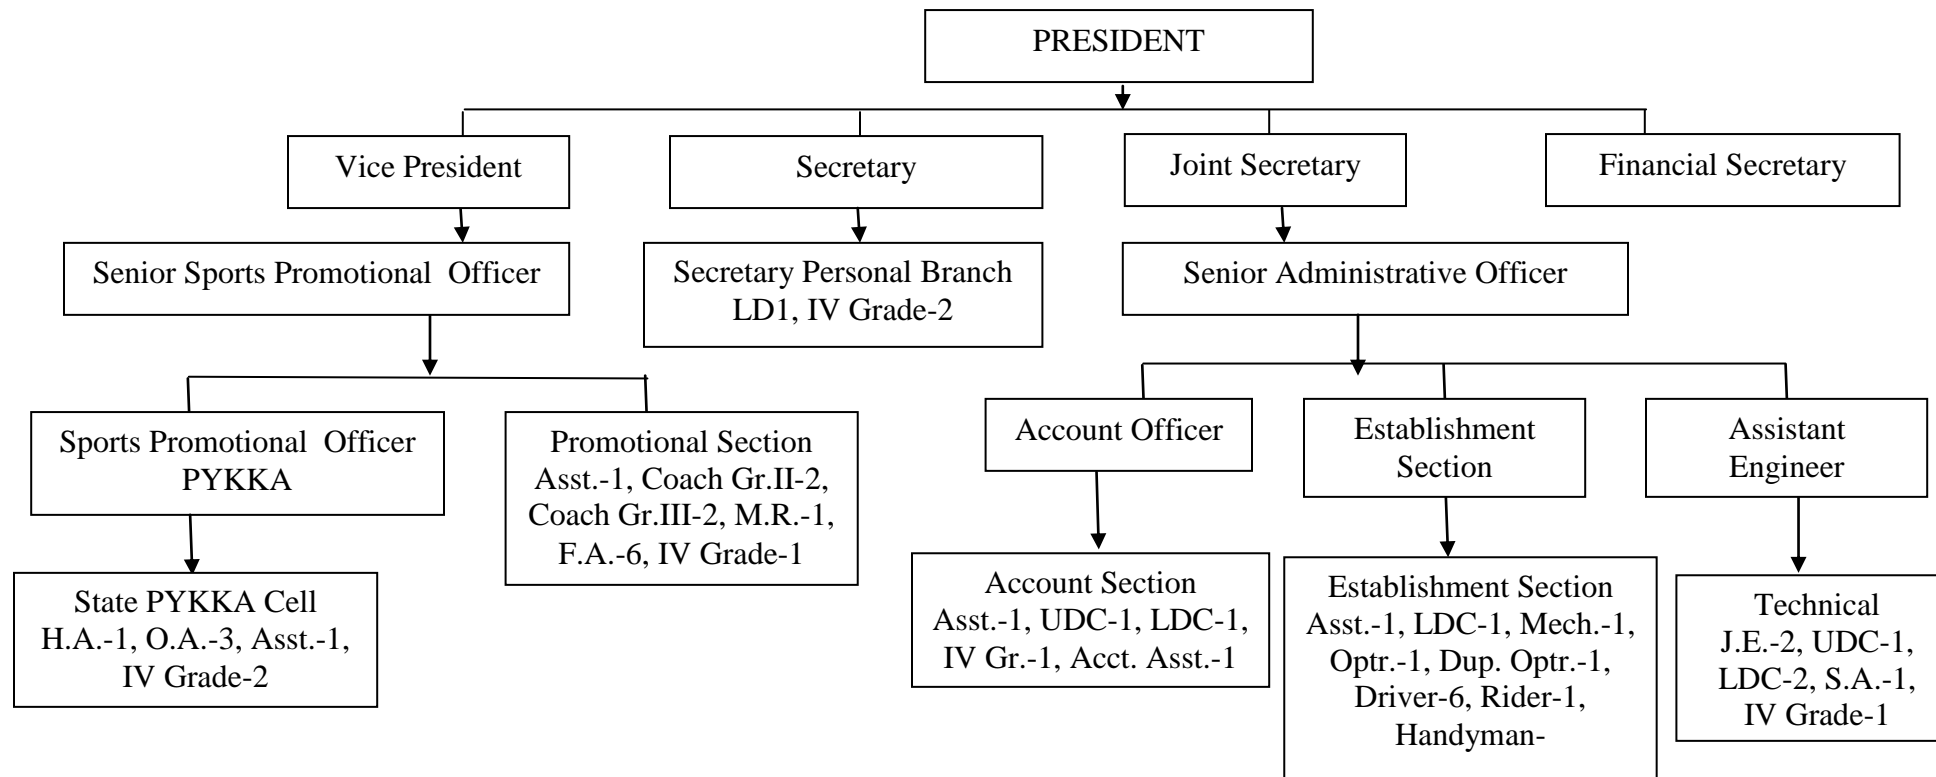 PRESIDENT
Vice President
Secretary
Joint Secretary
Financial Secretary
Senior Sports Promotional Officer
Secretary Personal Branch
LD1, IV Grade-2
Senior Administrative Officer
Sports Promotional Officer
PYKKA
Promotional Section
Asst.-1, Coach Gr.II-2,
Coach Gr.III-2, M.R.-1,
F.A.-6, IV Grade-1
Account Officer
Establishment
Section
Assistant
Engineer
State PYKKA Cell
H.A.-1, O.A.-3, Asst.-1,
IV Grade-2
Account Section
Asst.-1, UDC-1, LDC-1,
IV Gr.-1, Acct. Asst.-1
Establishment Section
Asst.-1, LDC-1, Mech.-1,
Optr.-1, Dup. Optr.-1,
Driver-6, Rider-1,
Handyman-
Technical
J.E.-2, UDC-1,
LDC-2, S.A.-1,
IV Grade-1